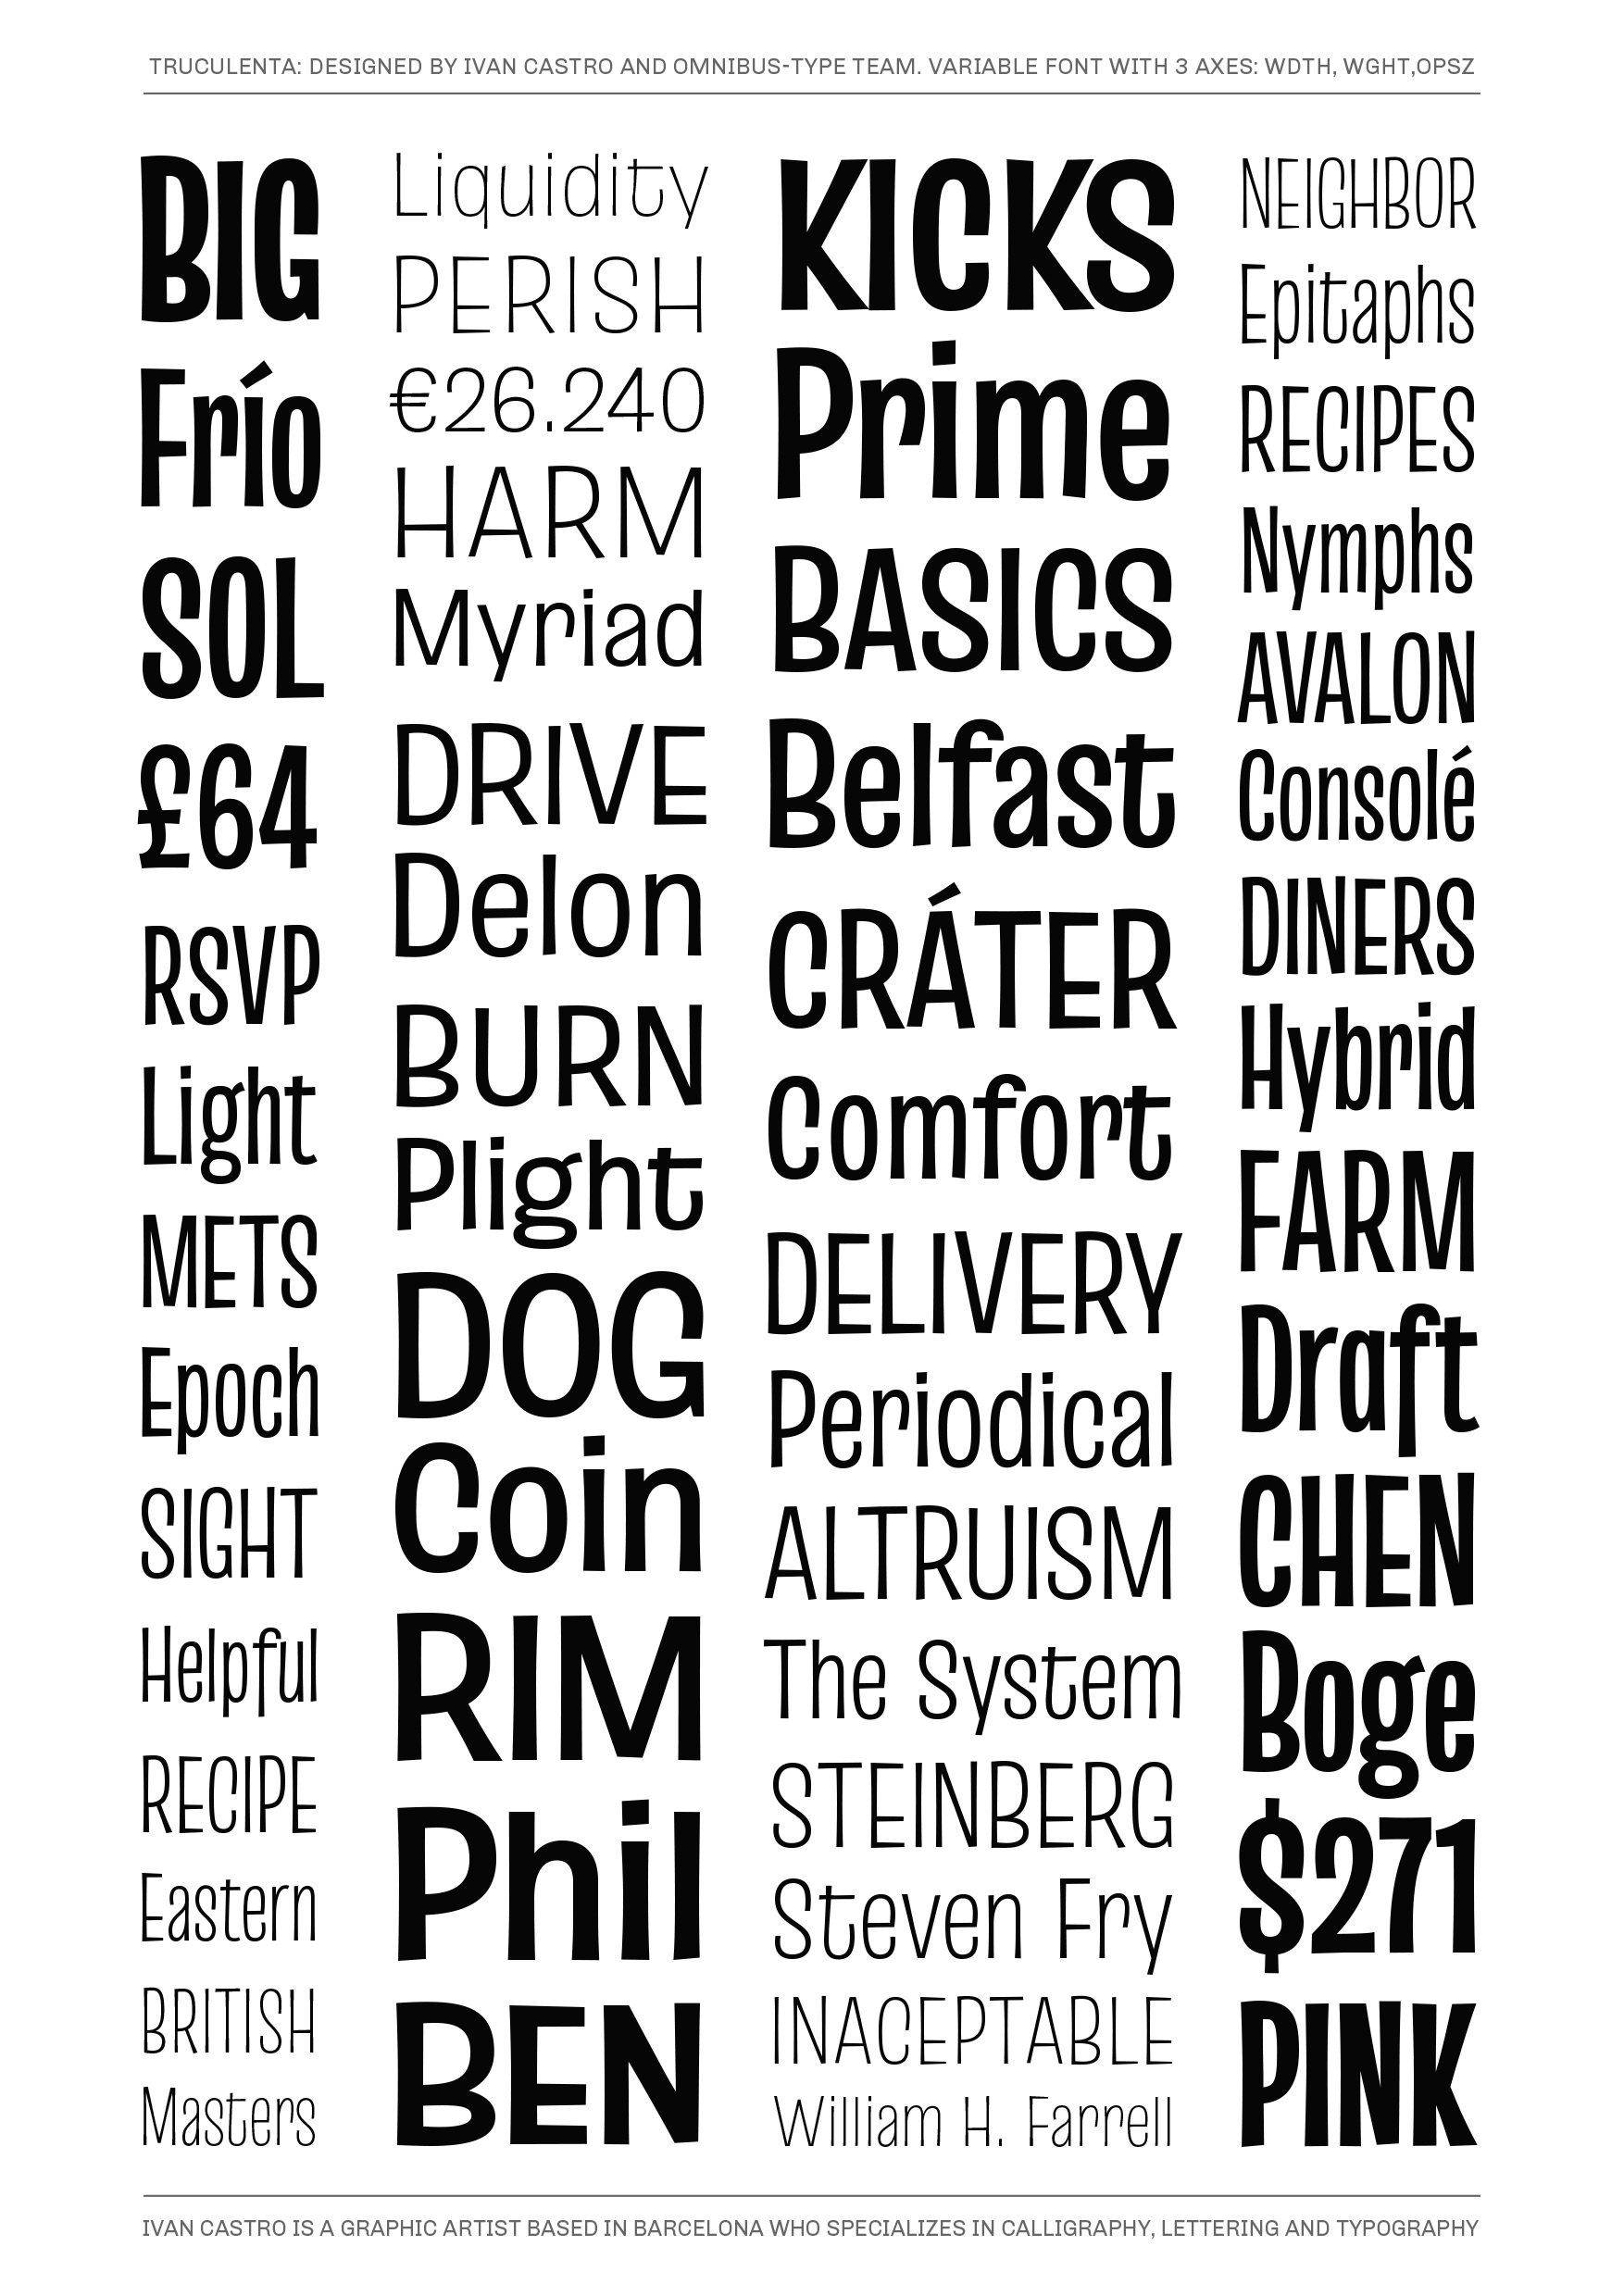 TRUCULENTA: DESIGNED BY IVAN CASTRO AND OMNIBUS-TYPE TEAM. VARIABLE FONT WITH 3 AXES: WDTH, WGHT,OPSZ
BIG
Frío
SOL
£64
RSVP
Light
METS
Epoch
SIGHT
Helpful
RECIPE
Eastern
BRITISH
Masters
Liquidity
PERISH
€26.240
HARM
Myriad
DRIVE
Delon
BURN
Plight
DOG
Coin
RIM
Phil
BEN
KICKS
Prime
BASICS
Belfast
CRÁTER
Comfort
DELIVERY
Periodical
ALTRUISM
The System
STEINBERG
Steven Fry
INACEPTABLE
William H. Farrell
NEIGHBOR
Epitaphs
RECIPES
Nymphs
AVALON
Consolé
DINERS
Hybrid
FARM
Draft
CHEN
Boge
$271
PINK
IVAN CASTRO IS A GRAPHIC ARTIST BASED IN BARCELONA WHO SPECIALIZES IN CALLIGRAPHY, LETTERING AND TYPOGRAPHY